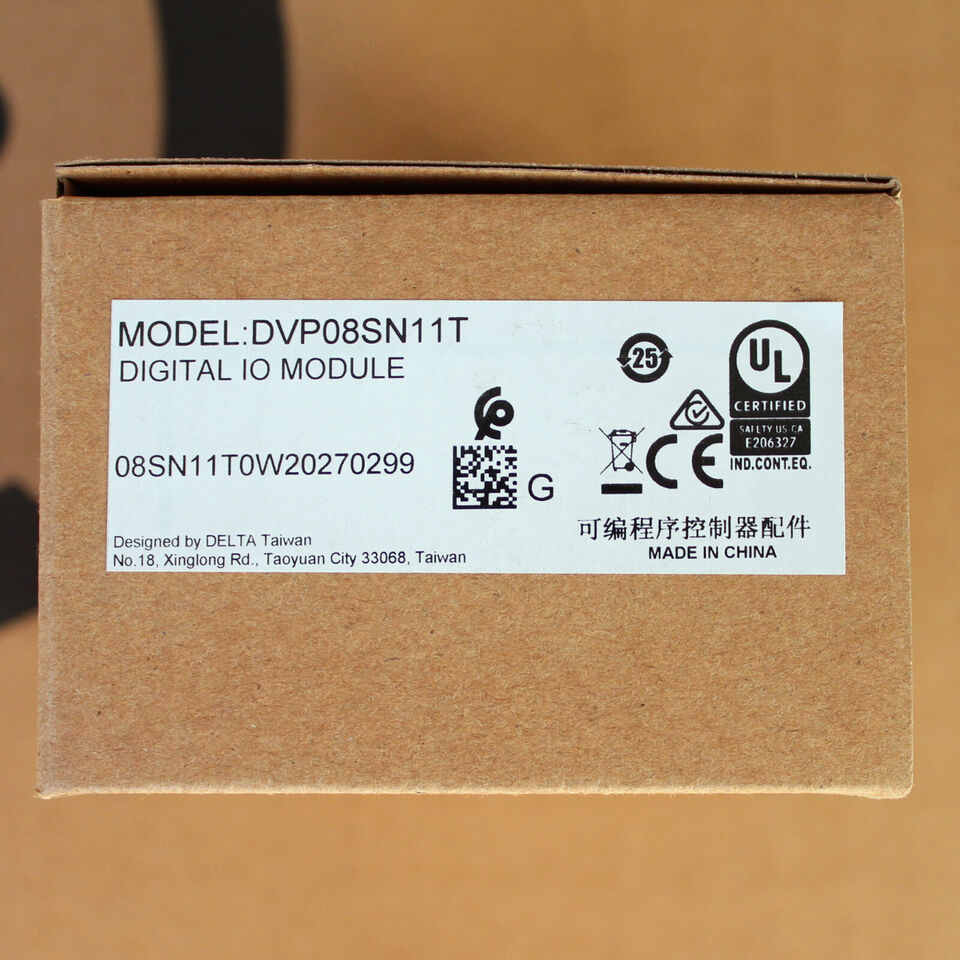 MODEL:DVP08SN11T
DIGITAL IO MODULE
25
UL
CERTIFIED
SAFETY US CA
E206327
IND.CONT.EQ.
CE
08SN11T0W20270299
G
可编程序控制器配件
MADE IN CHINA
Designed by DELTA Taiwan
No.18, Xinglong Rd., Taoyuan City 33068, Taiwan